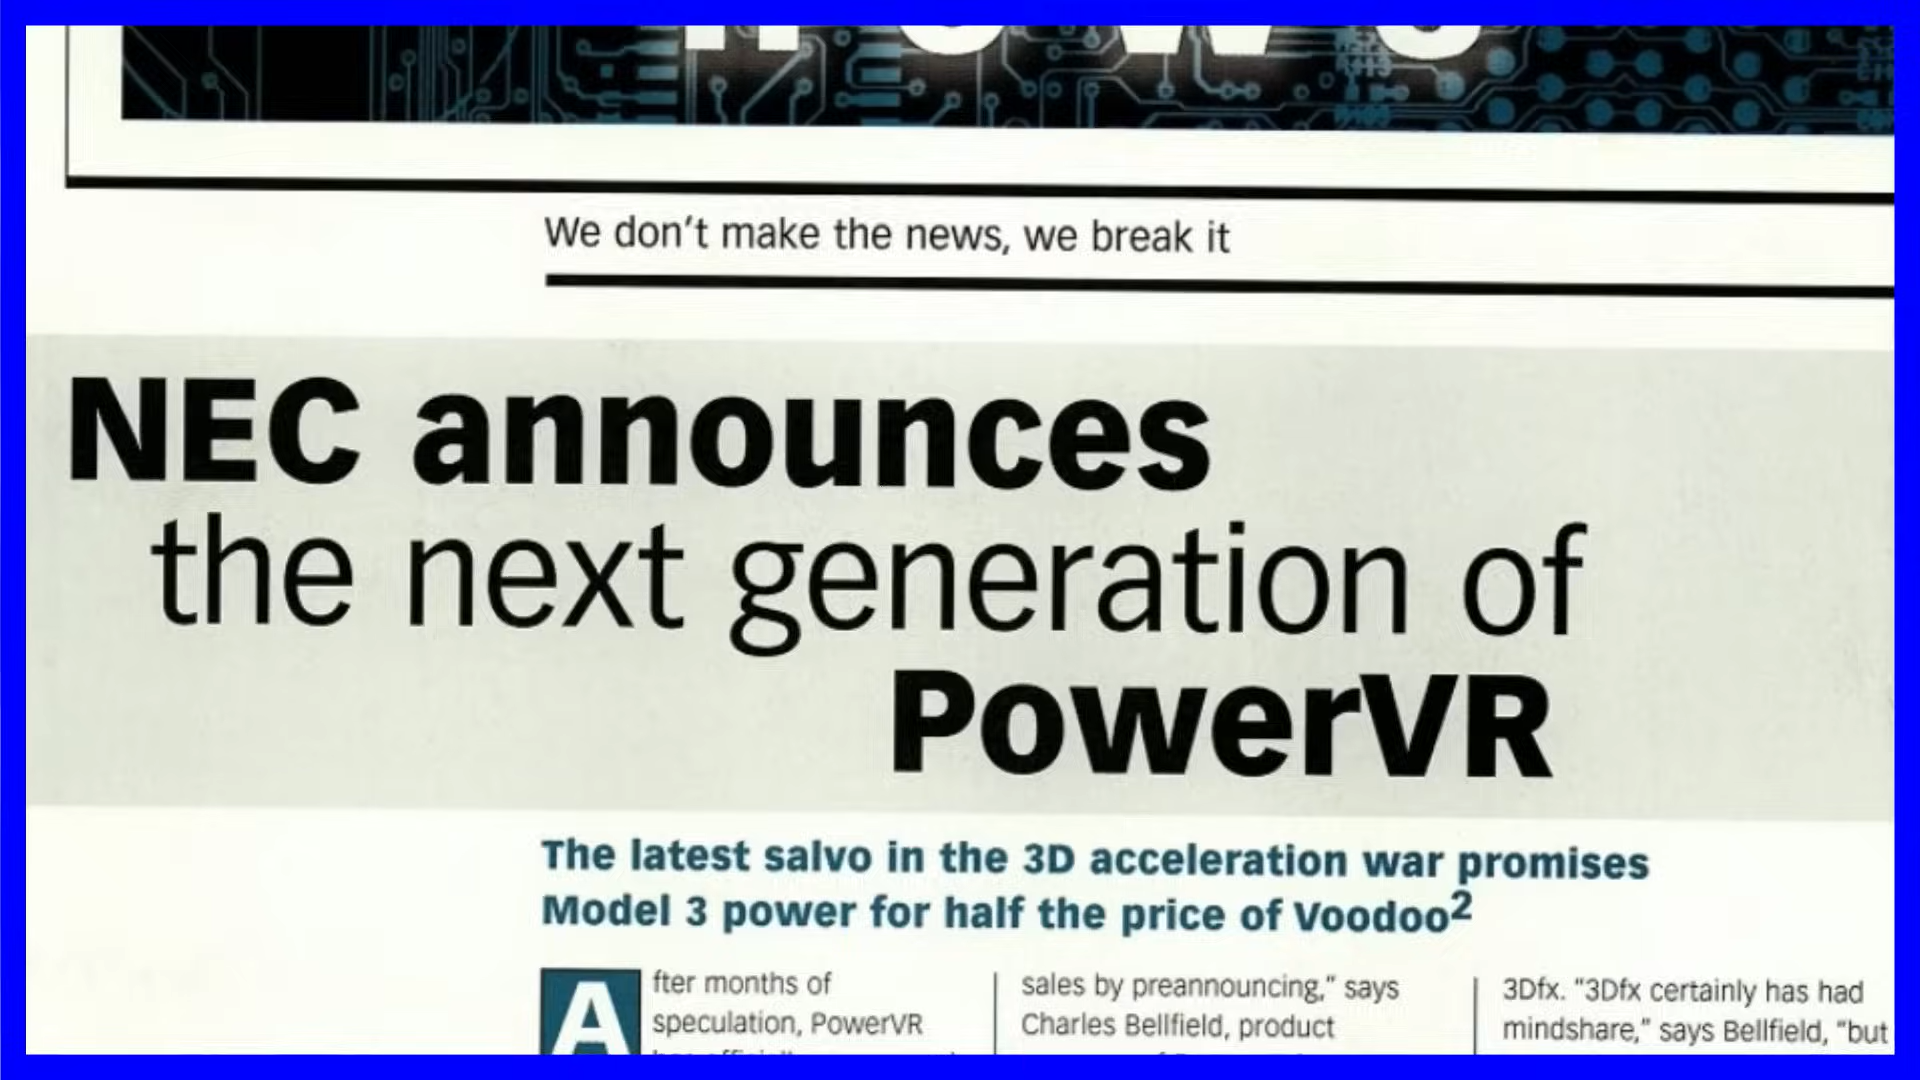 news
We don't make the news, we break it
NEC announces
the next generation of
PowerVR
The latest salvo in the 3D acceleration war promises
Model 3 power for half the price of Voodoo²
After months of
speculation, PowerVR
sales by preannouncing," says
Charles Bellfield, product
3Dfx. "3Dfx certainly has had
mindshare," says Bellfield, "but